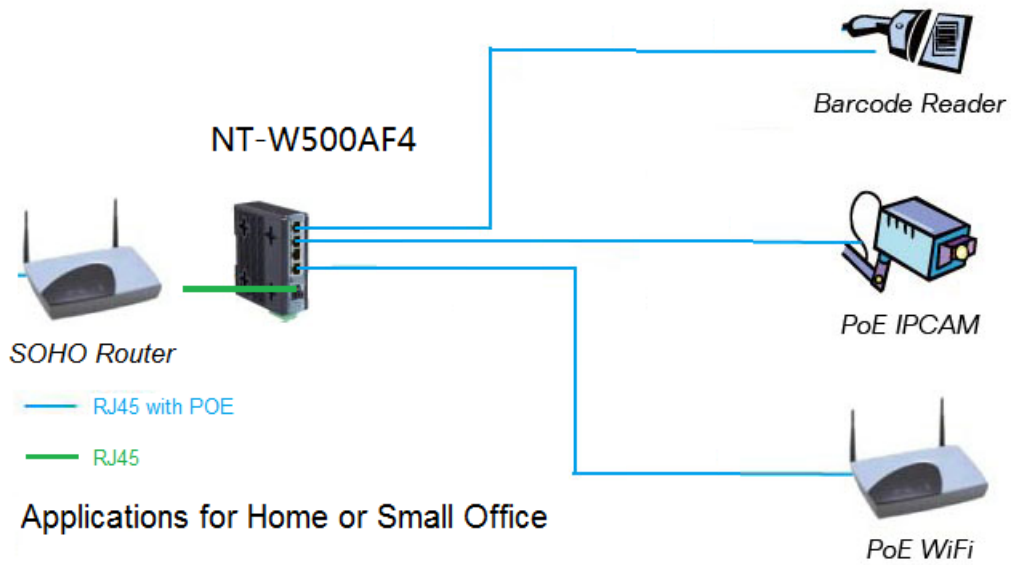 Barcode Reader
NT-W500AF4
PoE IPCAM
SOHO Router
RJ45 with POE
RJ45
Applications for Home or Small Office
PoE WiFi